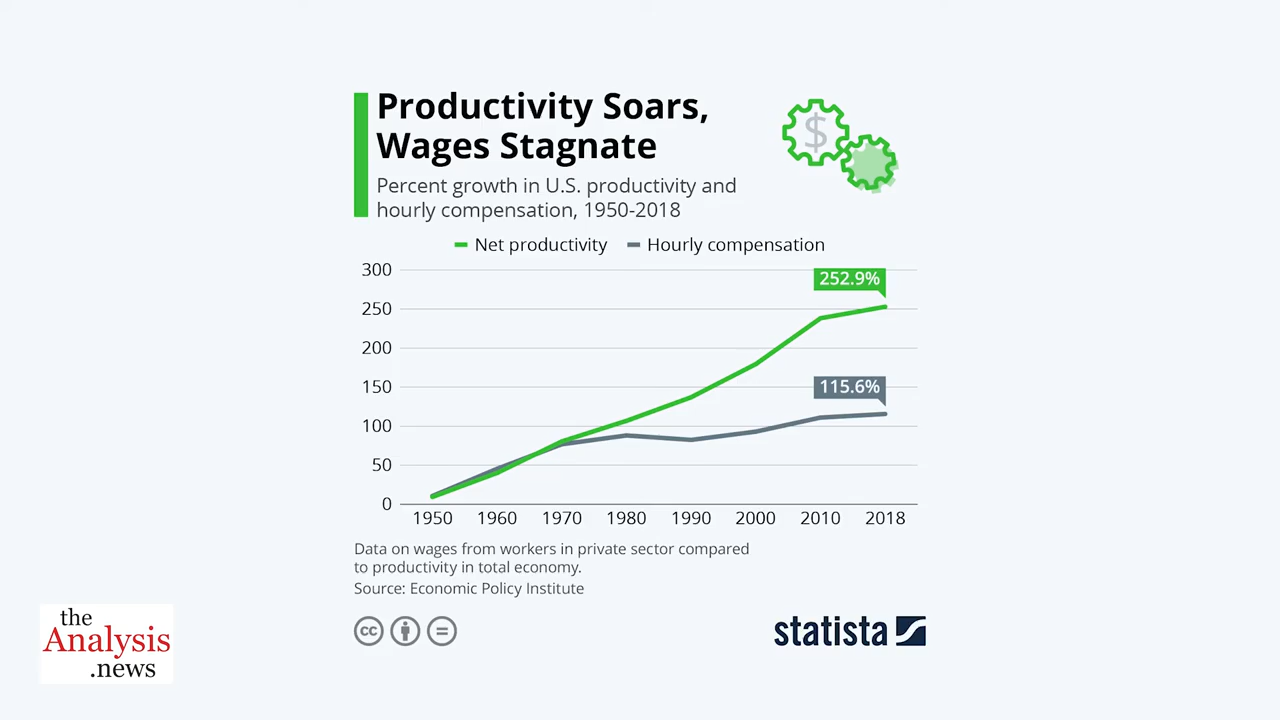 Productivity Soars,
Wages Stagnate
$
Percent growth in U.S. productivity and
hourly compensation, 1950-2018
Net productivity Hourly compensation
300
252.9%
250
200
150
115.6%
100
50
0
1950 1960 1970 1980 1990 2000 2010 2018
Data on wages from workers in private sector compared
to productivity in total economy.
Source: Economic Policy Institute
cc =
statista
the
Analysis
.news